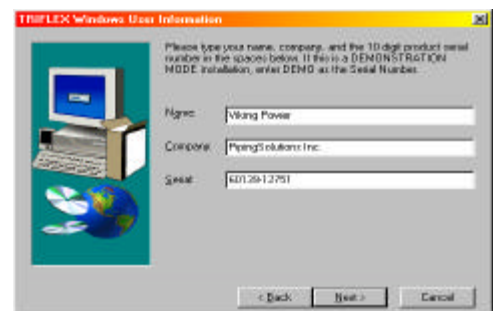 TRIFLEX Windows User Information
Please type your name, company, and the 10 digit product serial
number in the spaces below. If this is a DEMONSTRATION
MODE installation, enter DEMO as the Serial Number.
Name: Viking Power
Company: PipingSolutions Inc.
Serial: 60139-12751
< Back Next > Cancel